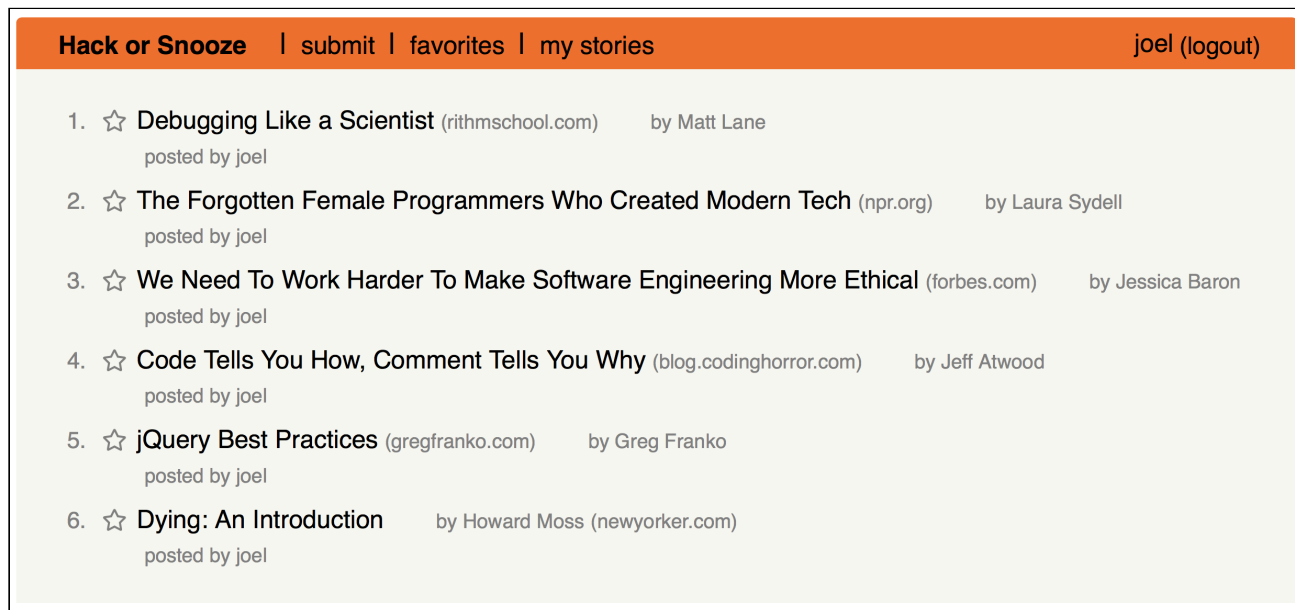 Hack or Snooze | submit | favorites | my stories joel (logout)
1. Debugging Like a Scientist (rithmschool.com) by Matt Lane
posted by joel
2. The Forgotten Female Programmers Who Created Modern Tech (npr.org) by Laura Sydell
posted by joel
3. We Need To Work Harder To Make Software Engineering More Ethical (forbes.com) by Jessica Baron
posted by joel
4. Code Tells You How, Comment Tells You Why (blog.codinghorror.com) by Jeff Atwood
posted by joel
5. jQuery Best Practices (gregfranko.com) by Greg Franko
posted by joel
6. Dying: An Introduction by Howard Moss (newyorker.com)
posted by joel